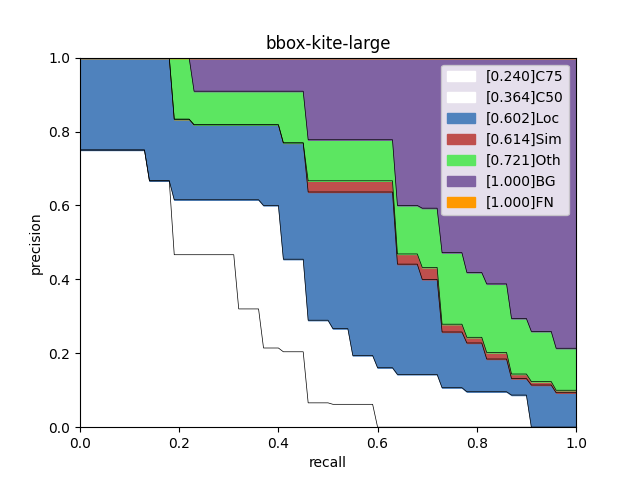 bbox-kite-large
1.0
0.8
0.6
0.4
0.2
0.0
precision
[0.240]C75
[0.364]C50
[0.602]Loc
[0.614]Sim
[0.721]Oth
[1.000]BG
[1.000]FN
0.0 0.2 0.4 0.6 0.8 1.0
recall